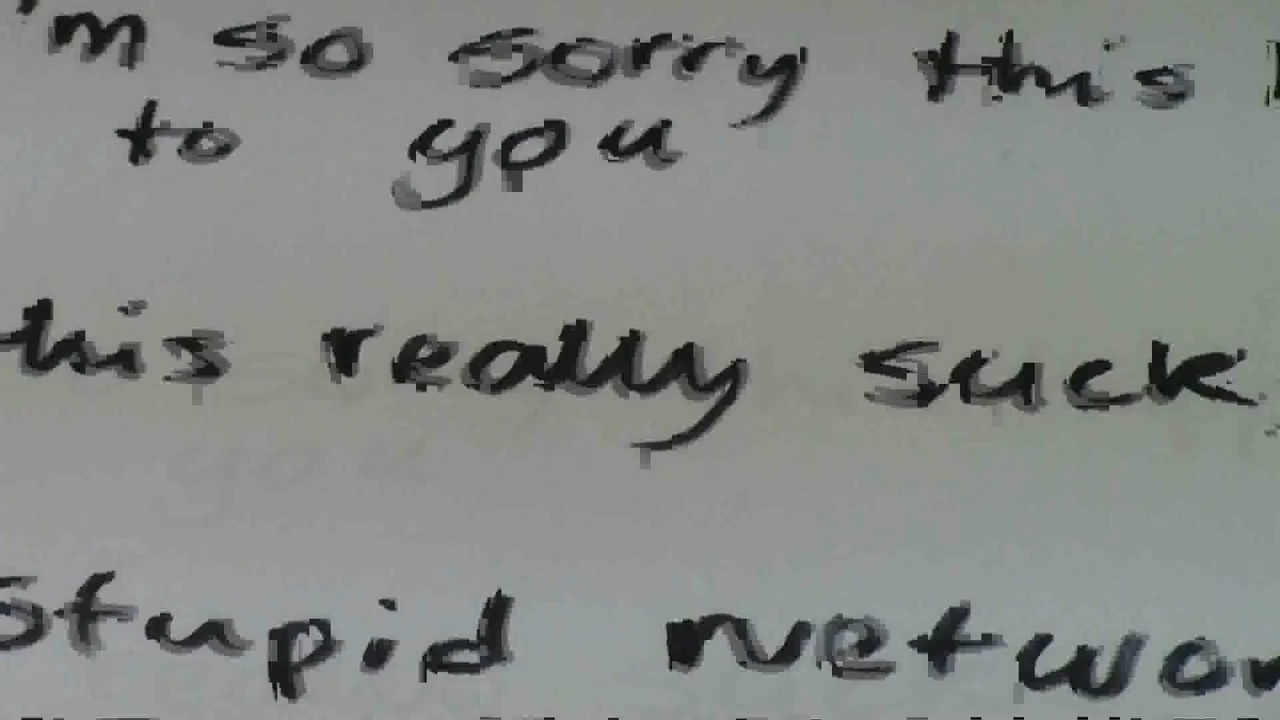 'm so sorry this
to you
this really suck
stupid networ